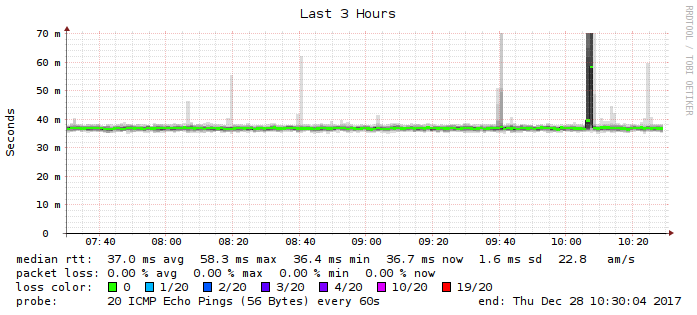 Last 3 Hours
RRDTOOL / TOBI OETIKER
Seconds
70 m
60 m
50 m
40 m
30 m
20 m
10 m
0
07:40 08:00 08:20 08:40 09:00 09:20 09:40 10:00 10:20
median rtt: 37.0 ms avg 58.3 ms max 36.4 ms min 36.7 ms now 1.6 ms sd 22.8 am/s
packet loss: 0.00 % avg 0.00 % max 0.00 % min 0.00 % now
loss color: 0 1/20 2/20 3/20 4/20 10/20 19/20
probe: 20 ICMP Echo Pings (56 Bytes) every 60s end: Thu Dec 28 10:30:04 2017